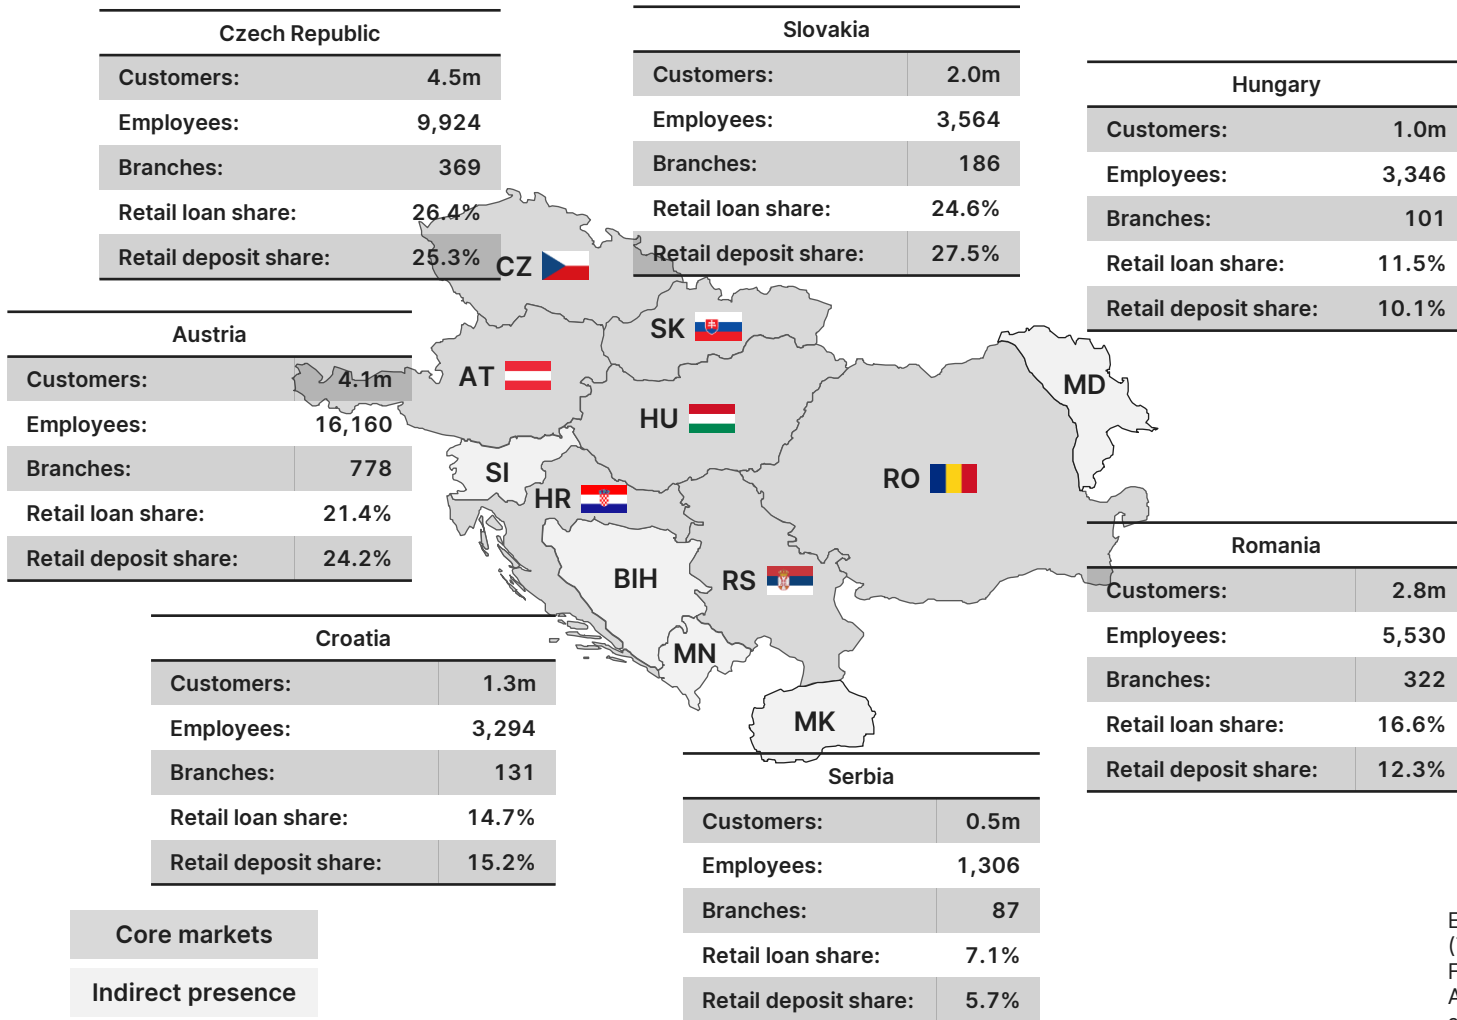 Czech Republic
Customers: 4.5m
Employees: 9,924
Branches: 369
Retail loan share: 26.4%
Retail deposit share: 25.3%
Slovakia
Customers: 2.0m
Employees: 3,564
Branches: 186
Retail loan share: 24.6%
Retail deposit share: 27.5%
Hungary
Customers: 1.0m
Employees: 3,346
Branches: 101
Retail loan share: 11.5%
Retail deposit share: 10.1%
Austria
Customers: 4.1m
Employees: 16,160
Branches: 778
Retail loan share: 21.4%
Retail deposit share: 24.2%
CZ
SK
AT
HU
MD
SI
HR
RO
BIH
RS
MN
MK
Romania
Customers: 2.8m
Employees: 5,530
Branches: 322
Retail loan share: 16.6%
Retail deposit share: 12.3%
Croatia
Customers: 1.3m
Employees: 3,294
Branches: 131
Retail loan share: 14.7%
Retail deposit share: 15.2%
Serbia
Customers: 0.5m
Employees: 1,306
Branches: 87
Retail loan share: 7.1%
Retail deposit share: 5.7%
Core markets
Indirect presence